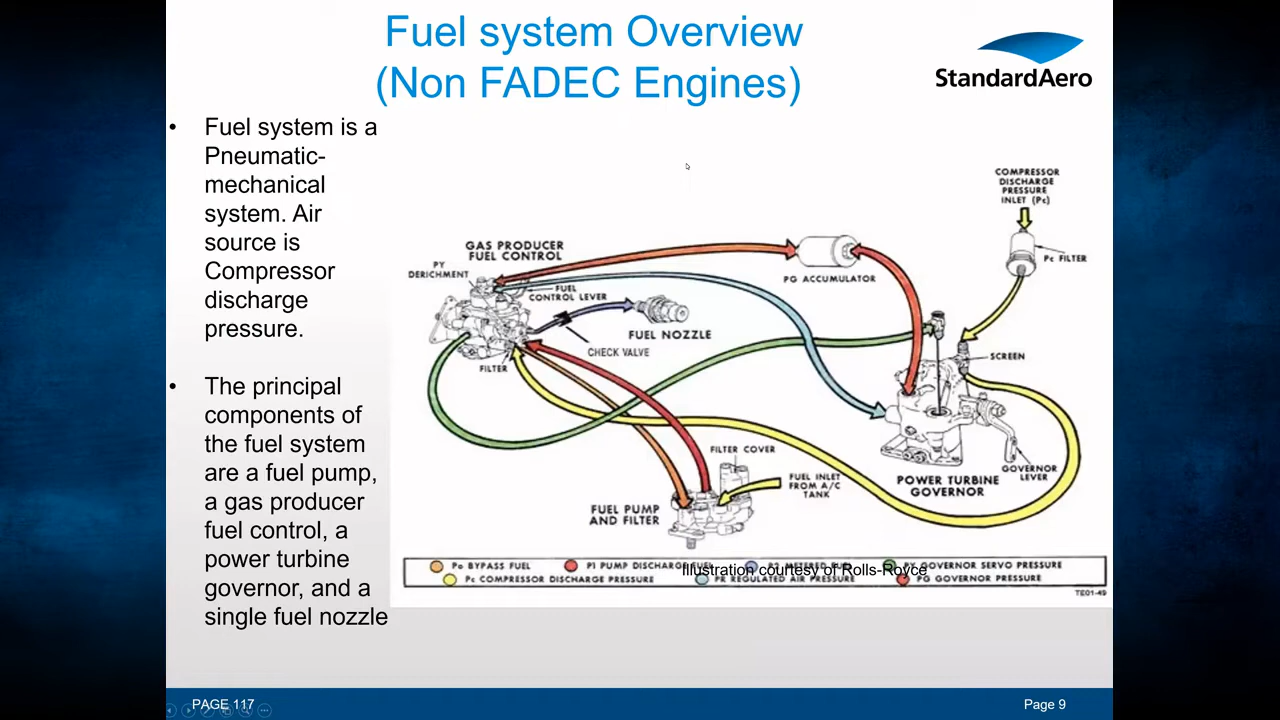 Fuel system Overview
(Non FADEC Engines)
StandardAero
• Fuel system is a
Pneumatic-
mechanical
system. Air
source is
Compressor
discharge
pressure.
• The principal
components of
the fuel system
are a fuel pump,
a gas producer
fuel control, a
power turbine
governor, and a
single fuel nozzle
COMPRESSOR
DISCHARGE
PRESSURE
INLET (Pc)
Pc FILTER
GAS PRODUCER
FUEL CONTROL
PY
DERICHMENT
FUEL
CONTROL LEVER
PG ACCUMULATOR
FUEL NOZZLE
CHECK VALVE
FILTER
SCREEN
FILTER COVER
FUEL INLET
FROM A/C
TANK
GOVERNOR
LEVER
POWER TURBINE
GOVERNOR
FUEL PUMP
AND FILTER
Po BYPASS FUEL
P1 PUMP DISCHARGE FUEL
P2 METERED FUEL
GOVERNOR SERVO PRESSURE
Illustration courtesy of Rolls-Royce
Pc COMPRESSOR DISCHARGE PRESSURE
PR REGULATED AIR PRESSURE
PG GOVERNOR PRESSURE
TE01-49
PAGE 117
Page 9